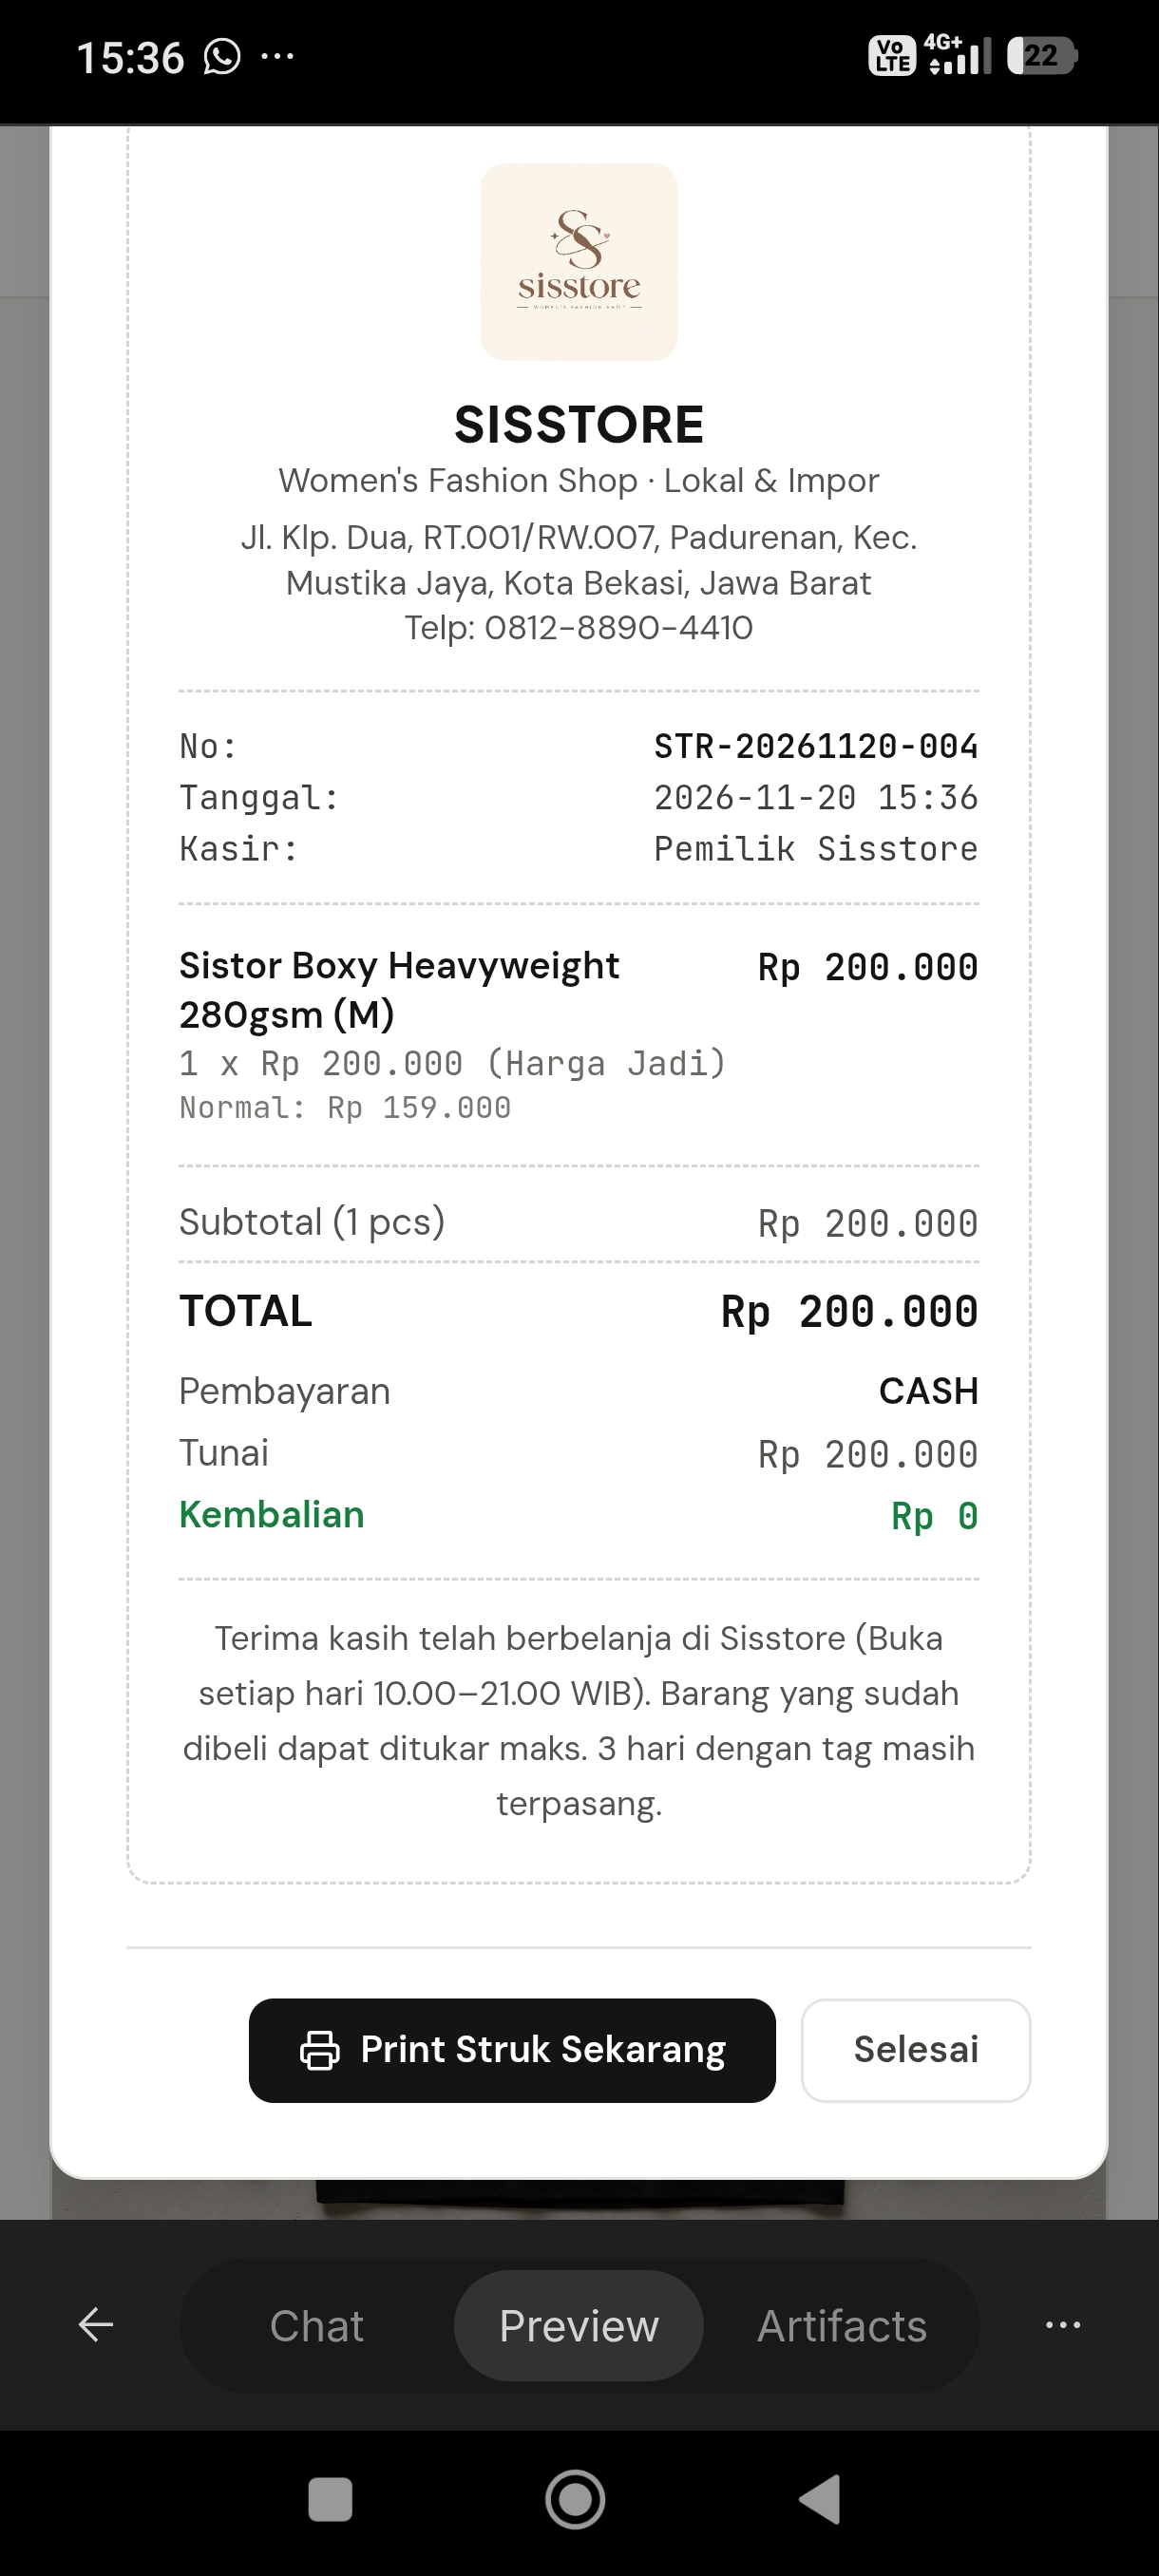 15:36
Vo LTE 4G+ 22
sisstore
SISSTORE
Women's Fashion Shop · Lokal & Impor
Jl. Klp. Dua, RT.001/RW.007, Padurenan, Kec.
Mustika Jaya, Kota Bekasi, Jawa Barat
Telp: 0812-8890-4410
No: STR-20261120-004
Tanggal: 2026-11-20 15:36
Kasir: Pemilik Sisstore
Sistor Boxy Heavyweight Rp 200.000
280gsm (M)
1 x Rp 200.000 (Harga Jadi)
Normal: Rp 159.000
Subtotal (1 pcs) Rp 200.000
TOTAL Rp 200.000
Pembayaran CASH
Tunai Rp 200.000
Kembalian Rp 0
Terima kasih telah berbelanja di Sisstore (Buka
setiap hari 10.00–21.00 WIB). Barang yang sudah
dibeli dapat ditukar maks. 3 hari dengan tag masih
terpasang.
Print Struk Sekarang Selesai
Chat Preview Artifacts